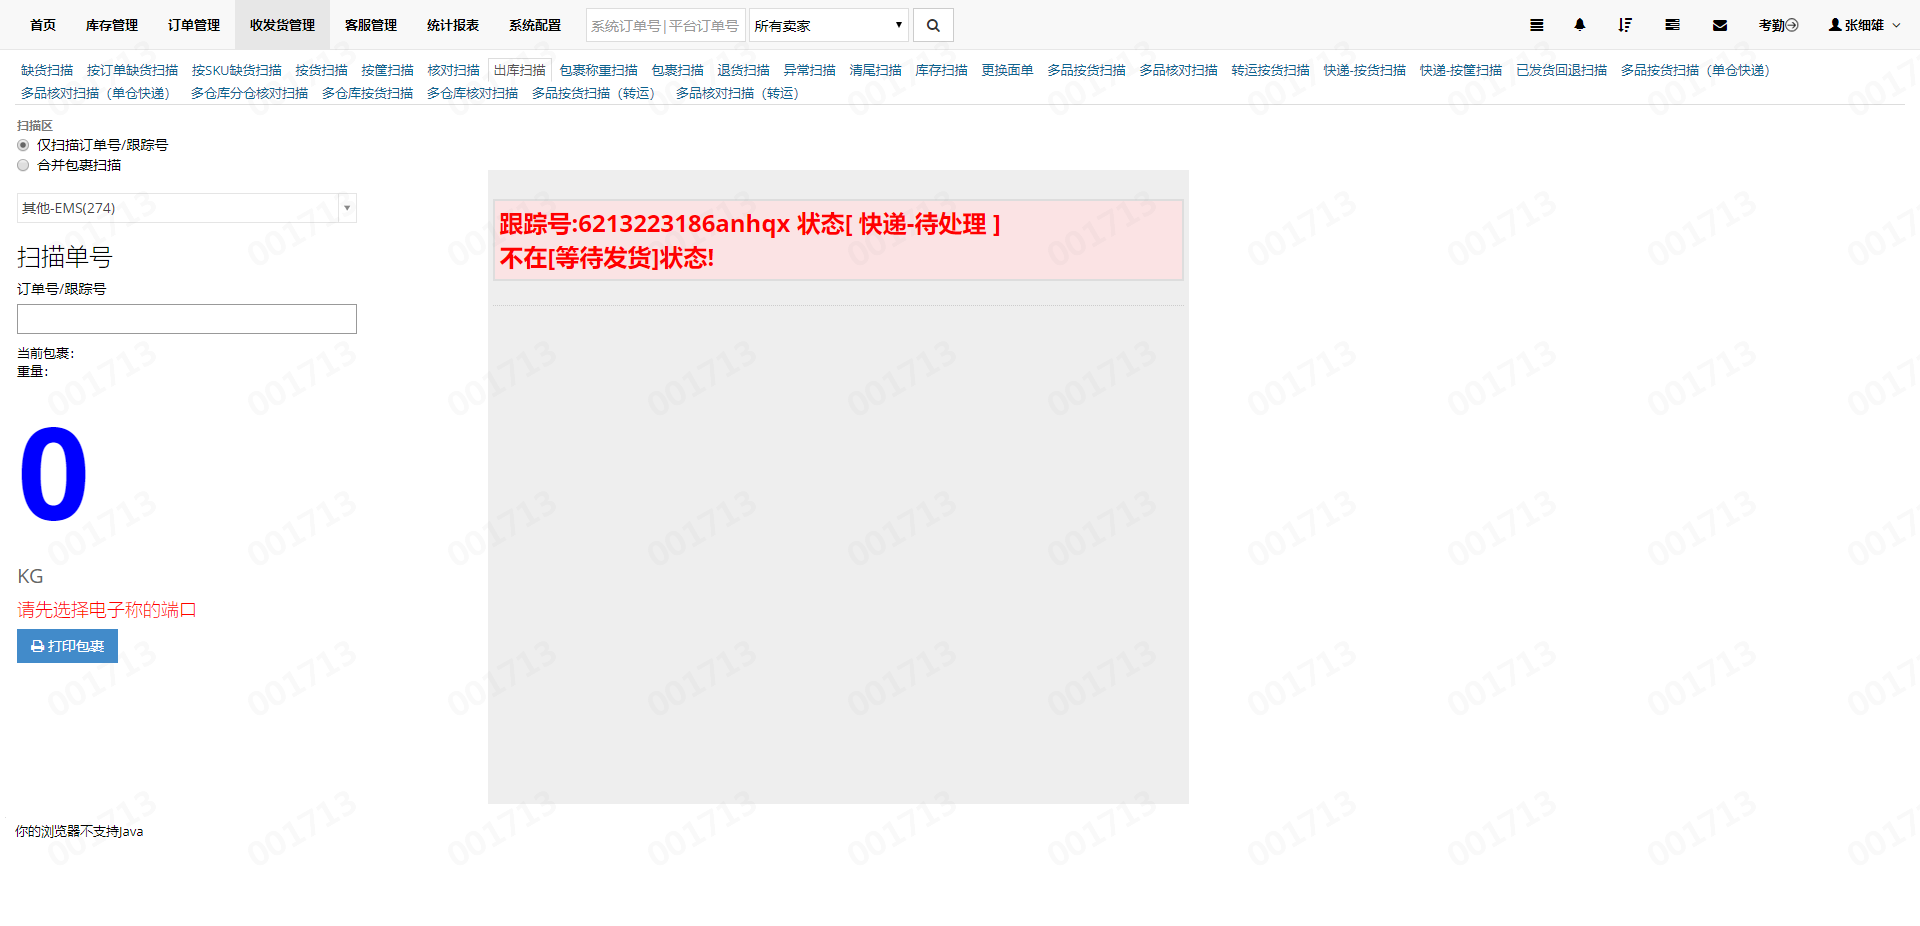 首页 库存管理 订单管理 收发货管理 客服管理 统计报表 系统配置 系统订单号|平台订单号 所有卖家 考勤 张细雄
缺货扫描 按订单缺货扫描 按SKU缺货扫描 按货扫描 按筐扫描 核对扫描 出库扫描 包裹称重扫描 包裹扫描 退货扫描 异常扫描 清尾扫描 库存扫描 更换面单 多品按货扫描 多品核对扫描 转运按货扫描 快递-按货扫描 快递-按筐扫描 已发货回退扫描 多品按货扫描（单仓快递）
多品核对扫描（单仓快递） 多仓库分仓核对扫描 多仓库按货扫描 多仓库核对扫描 多品按货扫描（转运） 多品核对扫描（转运）
扫描区
仅扫描订单号/跟踪号
合并包裹扫描
其他-EMS(274)
扫描单号
订单号/跟踪号
当前包裹:
重量:
0
KG
请先选择电子称的端口
打印包裹
跟踪号:6213223186anhqx 状态[ 快递-待处理 ]
不在[等待发货]状态!
你的浏览器不支持Java
001713